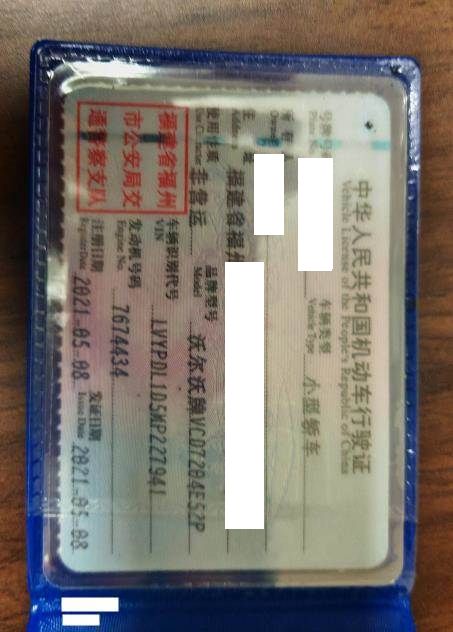 中华人民共和国机动车行驶证
Vehicle License of the People's Republic of China
号牌号码 车辆类型 小型轿车
Plate No. Vehicle Type
所有人
Owner
住 址 福建省福州
Address
使用性质 非营运 品牌型号 沃尔沃牌VCD7204E52P
Use Character Model
车辆识别代号 LVYPDL1D5MP227941
VIN
发动机号码 7674434
Engine No.
注册日期 2021-05-08 发证日期 2021-05-08
Register Date Issue Date
福建省福州
市公安局交
通警察支队